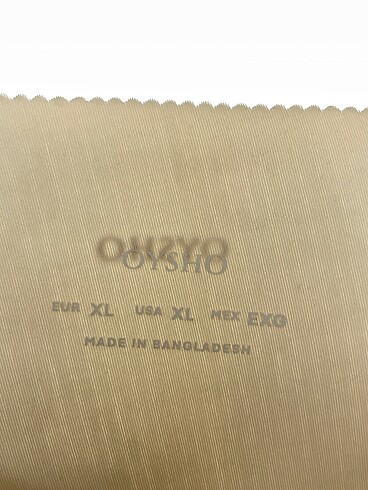 OYSHO
EUR XL USA XL MEX EXG
MADE IN BANGLADESH